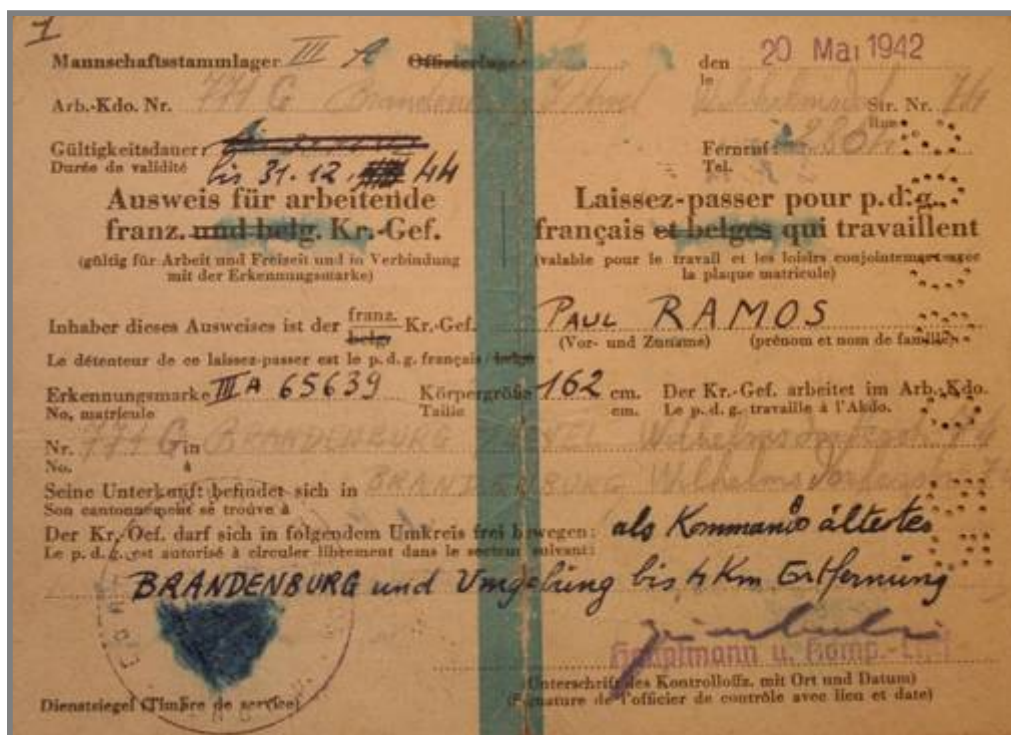 1
Mannschaftsstammlager III A Offizierlager den 20 Mai 1942
le
Arb.-Kdo. Nr. 774 G Brandenburg Str. Nr. 74
Rue
Gültigkeitsdauer: Fernruf:
Durée de validité bis 31.12. 44 Tel.
Ausweis für arbeitende Laissez-passer pour p.d.g.
franz. und belg. Kr.-Gef. français et belges qui travaillent
(gültig für Arbeit und Freizeit und in Verbindung (valable pour le travail et les loisirs conjointement avec
mit der Erkennungsmarke) la plaque matricule)
Inhaber dieses Ausweises ist der franz. belg. Kr.-Gef. PAUL RAMOS
(Vor- und Zuname) (prénom et nom de famille)
Le détenteur de ce laissez-passer est le p. d. g. français/belge
Erkennungsmarke III A 65639 Körpergröße 162 cm. Der Kr.-Gef. arbeitet im Arb.-Kdo.
No. matricule Taille cm. Le p. d. g. travaille à l'Akdo.
Nr. 774 G in BRANDENBURG
No. à
Seine Unterkunft befindet sich in BRANDENBURG
Son cantonnement se trouve à
Der Kr. Gef. darf sich in folgendem Umkreis frei bewegen: als Kommandoältester
Le p. d. g. est autorisé à circuler librement dans le secteur suivant:
BRANDENBURG und Umgebung bis 4 Km Entfernung
Hauptmann u. Komp.-
(Unterschrift des Kontrolloffz. mit Ort und Datum)
Dienstsiegel (Timbre de service) (Signature de l'officier de contrôle avec lieu et date)